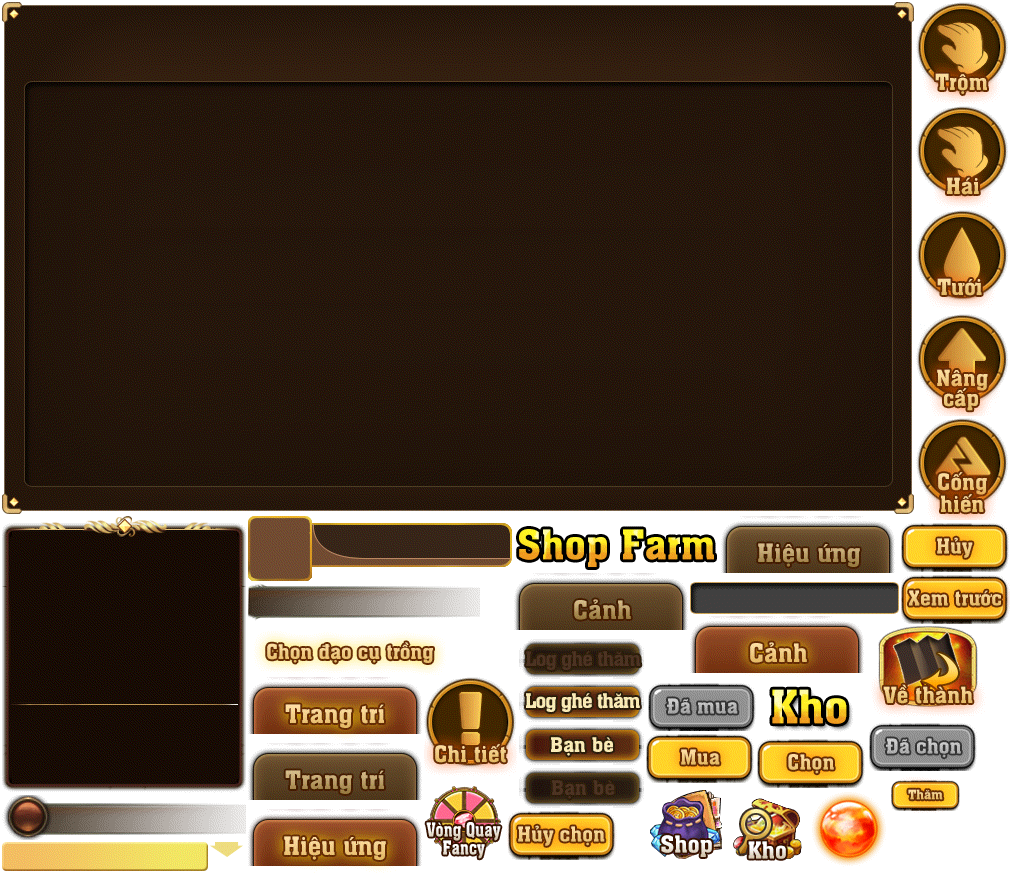 Trộm
Hái
Tưới
Nâng
cấp
Cống
hiến
Shop Farm
Hiệu ứng
Hủy
Cảnh
Xem trước
Chọn đạo cụ trồng
Log ghé thăm
Cảnh
Về thành
Trang trí
Chi tiết
Log ghé thăm
Đã mua
Kho
Bạn bè
Đã chọn
Mua
Chọn
Trang trí
Bạn bè
Thăm
Vòng Quay
Fancy
Hủy chọn
Shop
Kho
Hiệu ứng